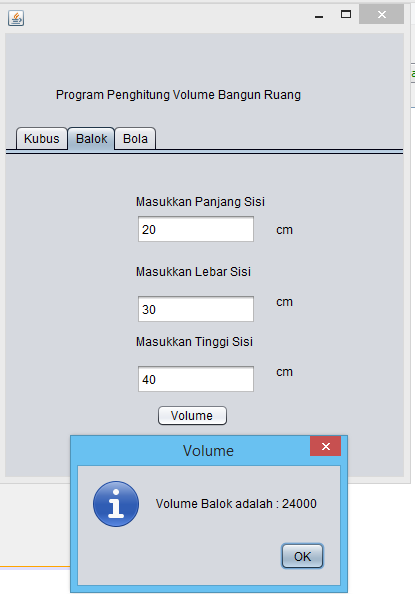 Program Penghitung Volume Bangun Ruang
Kubus Balok Bola
Masukkan Panjang Sisi
20 cm
Masukkan Lebar Sisi
30 cm
Masukkan Tinggi Sisi
40 cm
Volume
Volume
Volume Balok adalah : 24000
OK